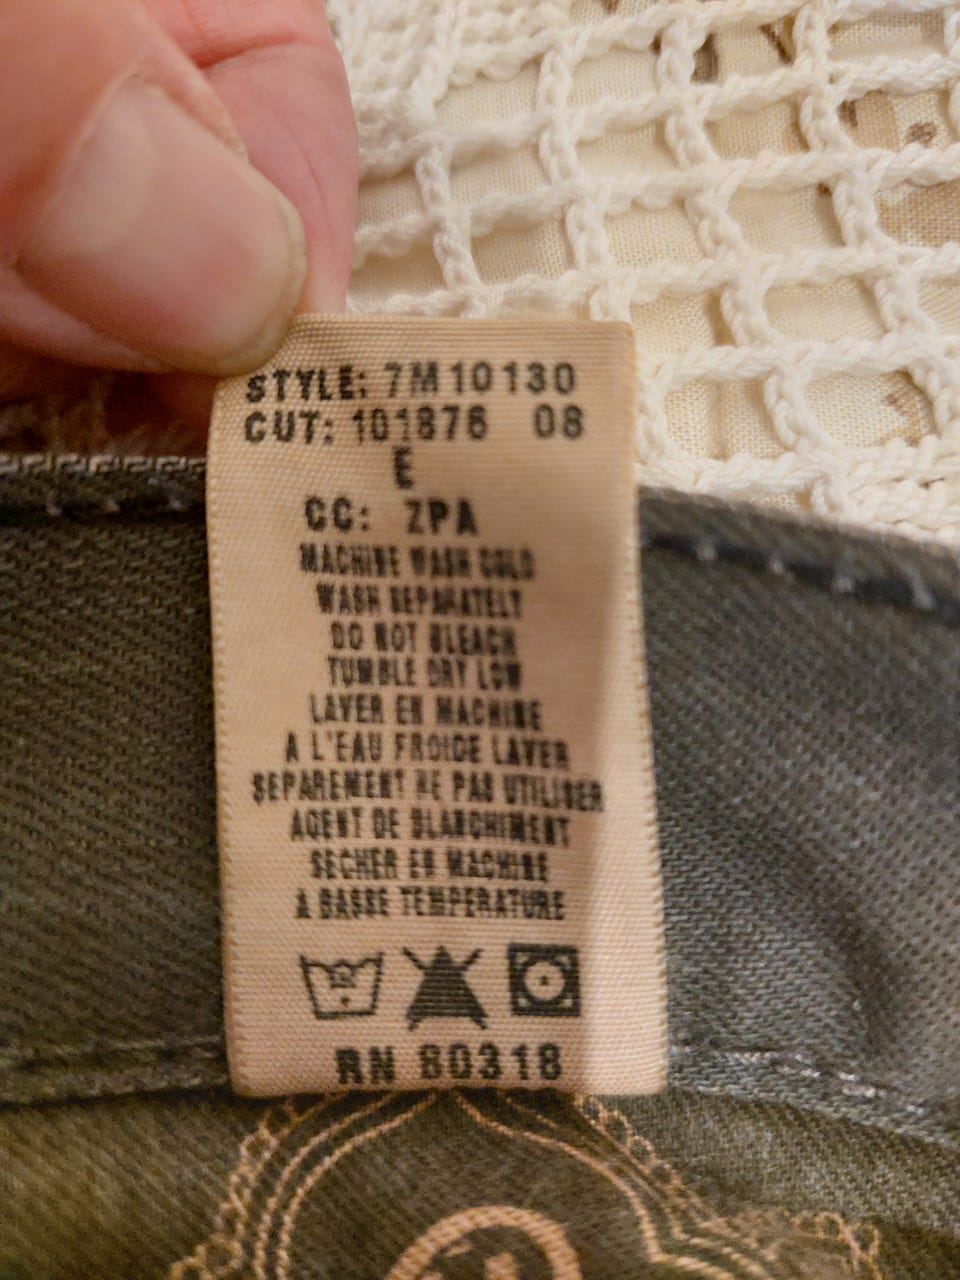 STYLE: 7M10130
CUT: 101876 08
E
CC: ZPA
MACHINE WASH COLD
WASH SEPARATELY
DO NOT BLEACH
TUMBLE DRY LOW
LAVER EN MACHINE
A L'EAU FROIDE LAVER
SEPAREMENT NE PAS UTILISER
AGENT DE BLANCHIMENT
SECHER EN MACHINE
À BASSE TEMPERATURE
RN 80318